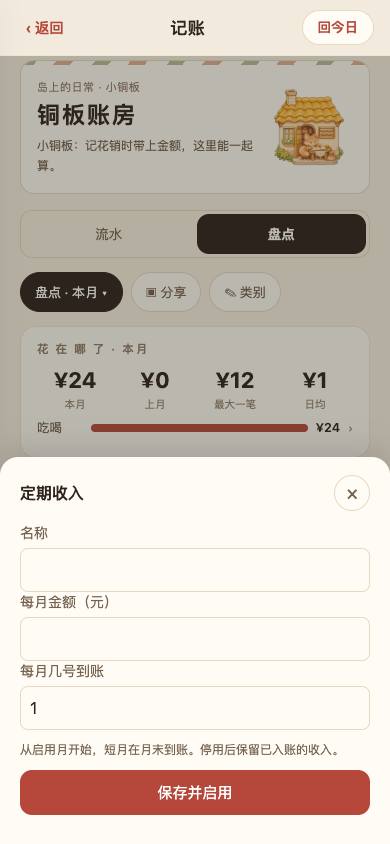 ‹ 返回
记账
回今日
岛上的日常 · 小铜板
铜板账房
小铜板：记花销时带上金额，这里能一起
算。
流水
盘点
盘点 · 本月 ▾
▣ 分享
✎ 类别
花在哪了 · 本月
¥24
¥0
¥12
¥1
本月
上月
最大一笔
日均
吃喝
¥24 ›
定期收入
×
名称
每月金额（元）
每月几号到账
1
从启用月开始，短月在月末到账。停用后保留已入账的收入。
保存并启用